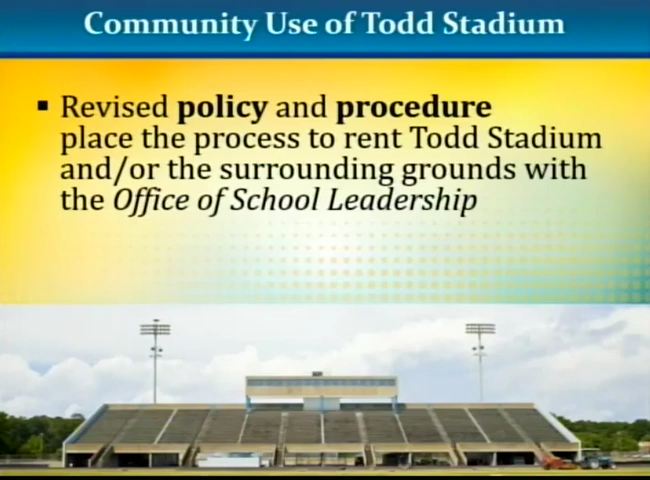 Community Use of Todd Stadium
▪ Revised policy and procedure
place the process to rent Todd Stadium
and/or the surrounding grounds with
the Office of School Leadership